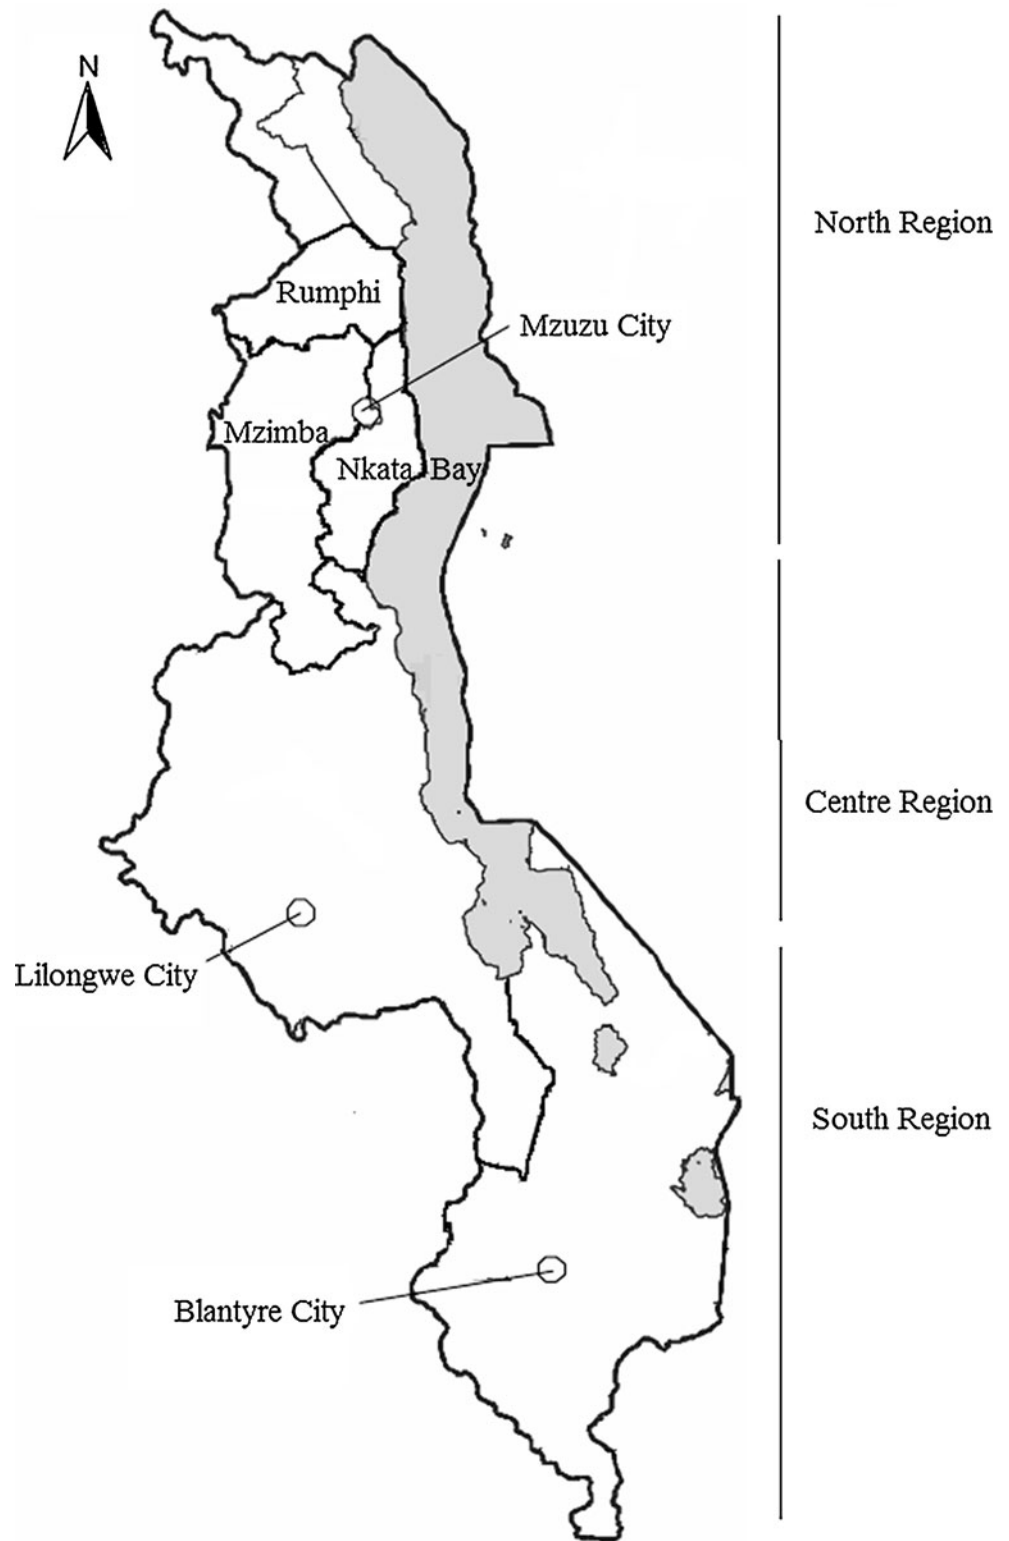 N
North Region
Rumphi
Mzuzu City
Mzimba
Nkata Bay
Centre Region
Lilongwe City
South Region
Blantyre City